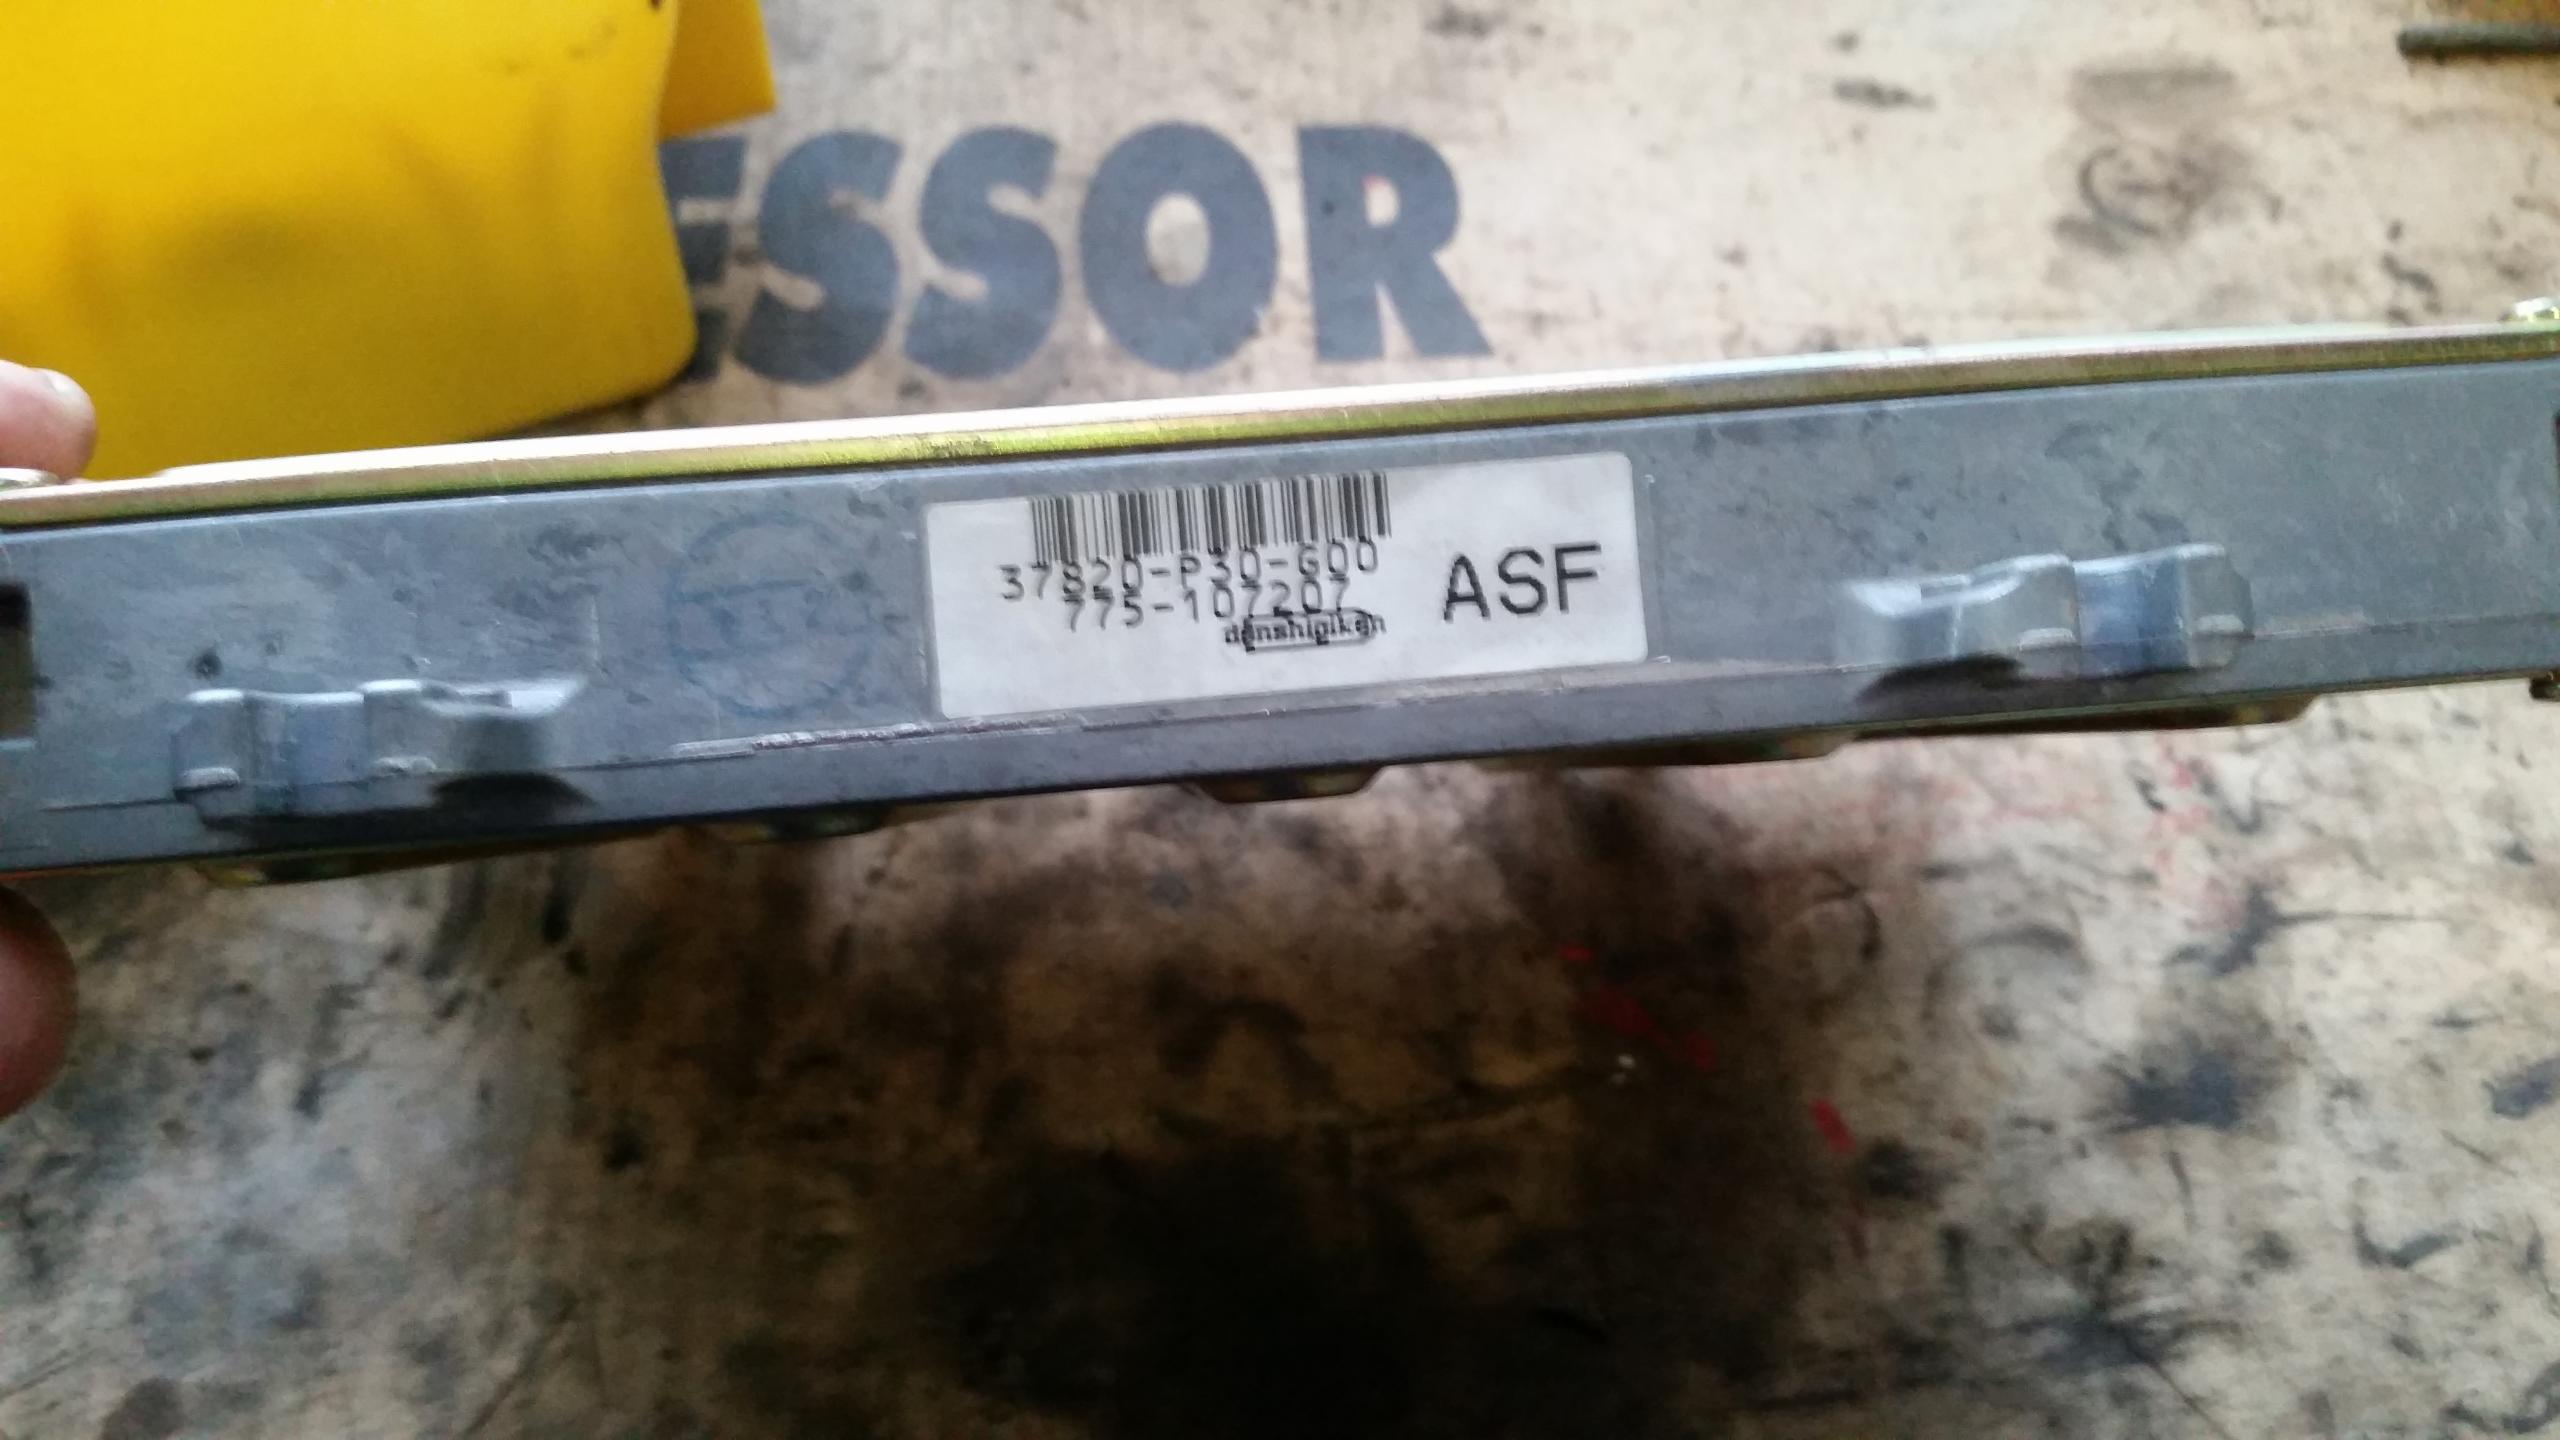 ESSOR
37820-P30-G00
775-107207
denshigiken
ASF